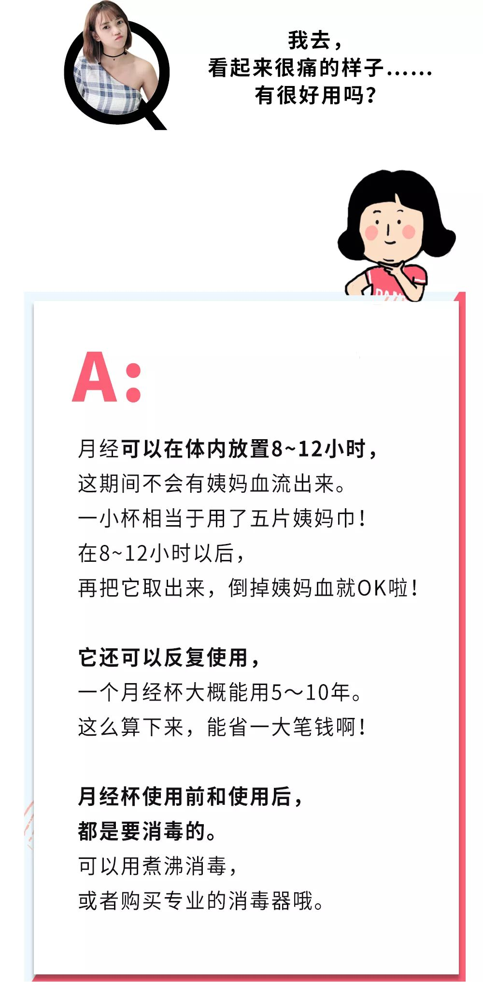 Q
我去，
看起来很痛的样子……
有很好用吗？
A:
月经可以在体内放置8~12小时，
这期间不会有姨妈血流出来。
一小杯相当于用了五片姨妈巾！
在8~12小时以后，
再把它取出来，倒掉姨妈血就OK啦！
它还可以反复使用，
一个月经杯大概能用5～10年。
这么算下来，能省一大笔钱啊！
月经杯使用前和使用后，
都是要消毒的。
可以用煮沸消毒，
或者购买专业的消毒器哦。